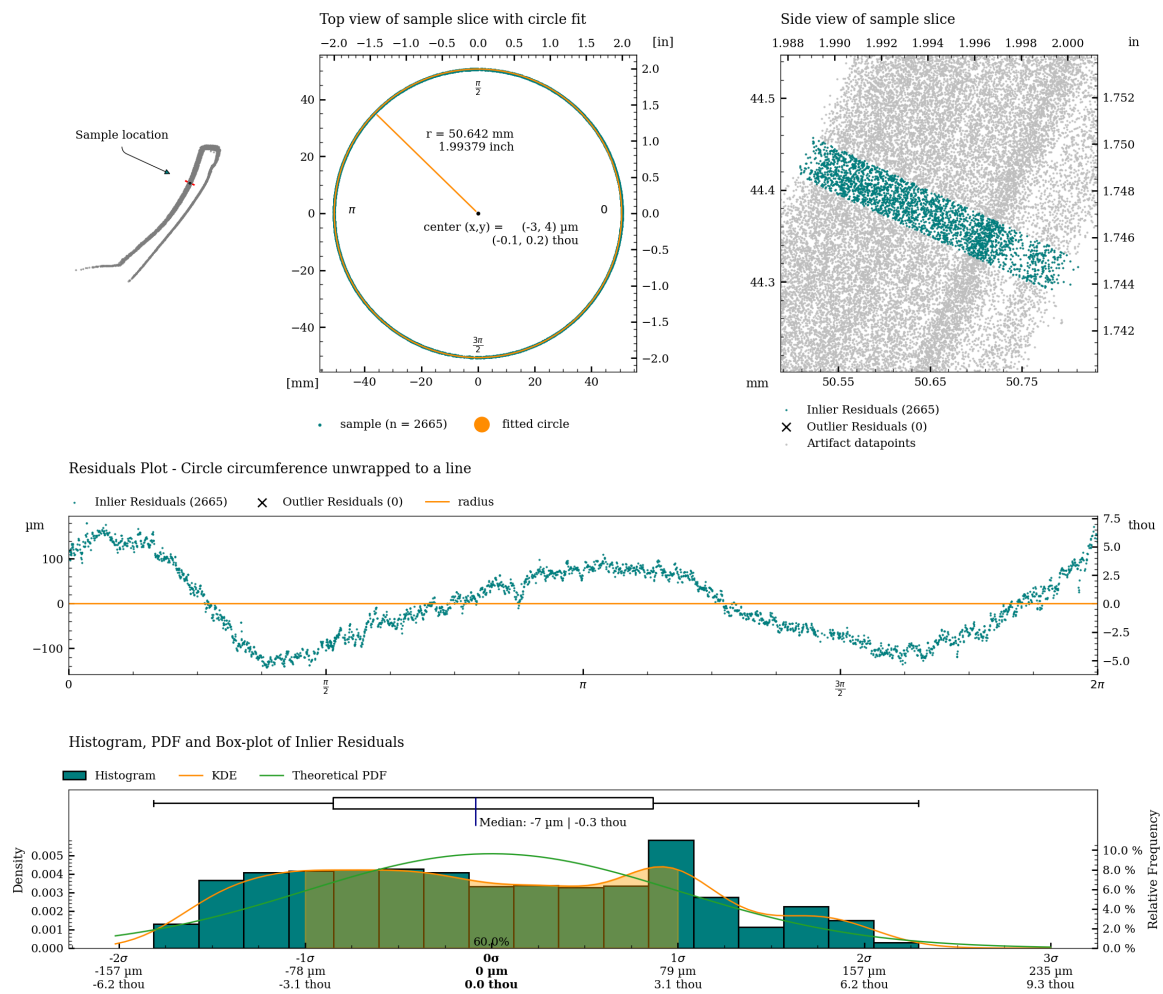 Top view of sample slice with circle fit
−2.0 −1.5 −1.0 −0.5 0.0 0.5 1.0 1.5 2.0 [in]
Sample location
π/2
r = 50.642 mm
1.99379 inch
π
0
center (x,y) = (-3, 4) µm
(-0.1, 0.2) thou
3π/2
40
20
0
−20
−40
2.0
1.5
1.0
0.5
0.0
−0.5
−1.0
−1.5
−2.0
[mm] −40 −20 0 20 40
sample (n = 2665) fitted circle
Side view of sample slice
1.988 1.990 1.992 1.994 1.996 1.998 2.000 in
44.5
44.4
44.3
1.752
1.750
1.748
1.746
1.744
1.742
mm 50.55 50.65 50.75
Inlier Residuals (2665)
Outlier Residuals (0)
Artifact datapoints
Residuals Plot - Circle circumference unwrapped to a line
Inlier Residuals (2665) Outlier Residuals (0) radius
µm
100
0
−100
7.5 thou
5.0
2.5
0.0
−2.5
−5.0
0 π/2 π 3π/2 2π
Histogram, PDF and Box-plot of Inlier Residuals
Histogram KDE Theoretical PDF
Median: -7 µm | -0.3 thou
Density
0.005
0.004
0.003
0.002
0.001
0.000
Relative Frequency
10.0 %
8.0 %
6.0 %
4.0 %
2.0 %
0.0 %
60.0%
-2σ -1σ 0σ 1σ 2σ 3σ
-157 µm -78 µm 0 µm 79 µm 157 µm 235 µm
-6.2 thou -3.1 thou 0.0 thou 3.1 thou 6.2 thou 9.3 thou